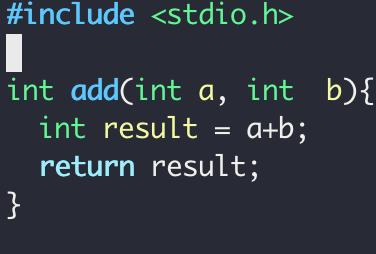 #include <stdio.h>
int add(int a, int  b){
  int result = a+b;
  return result;
}